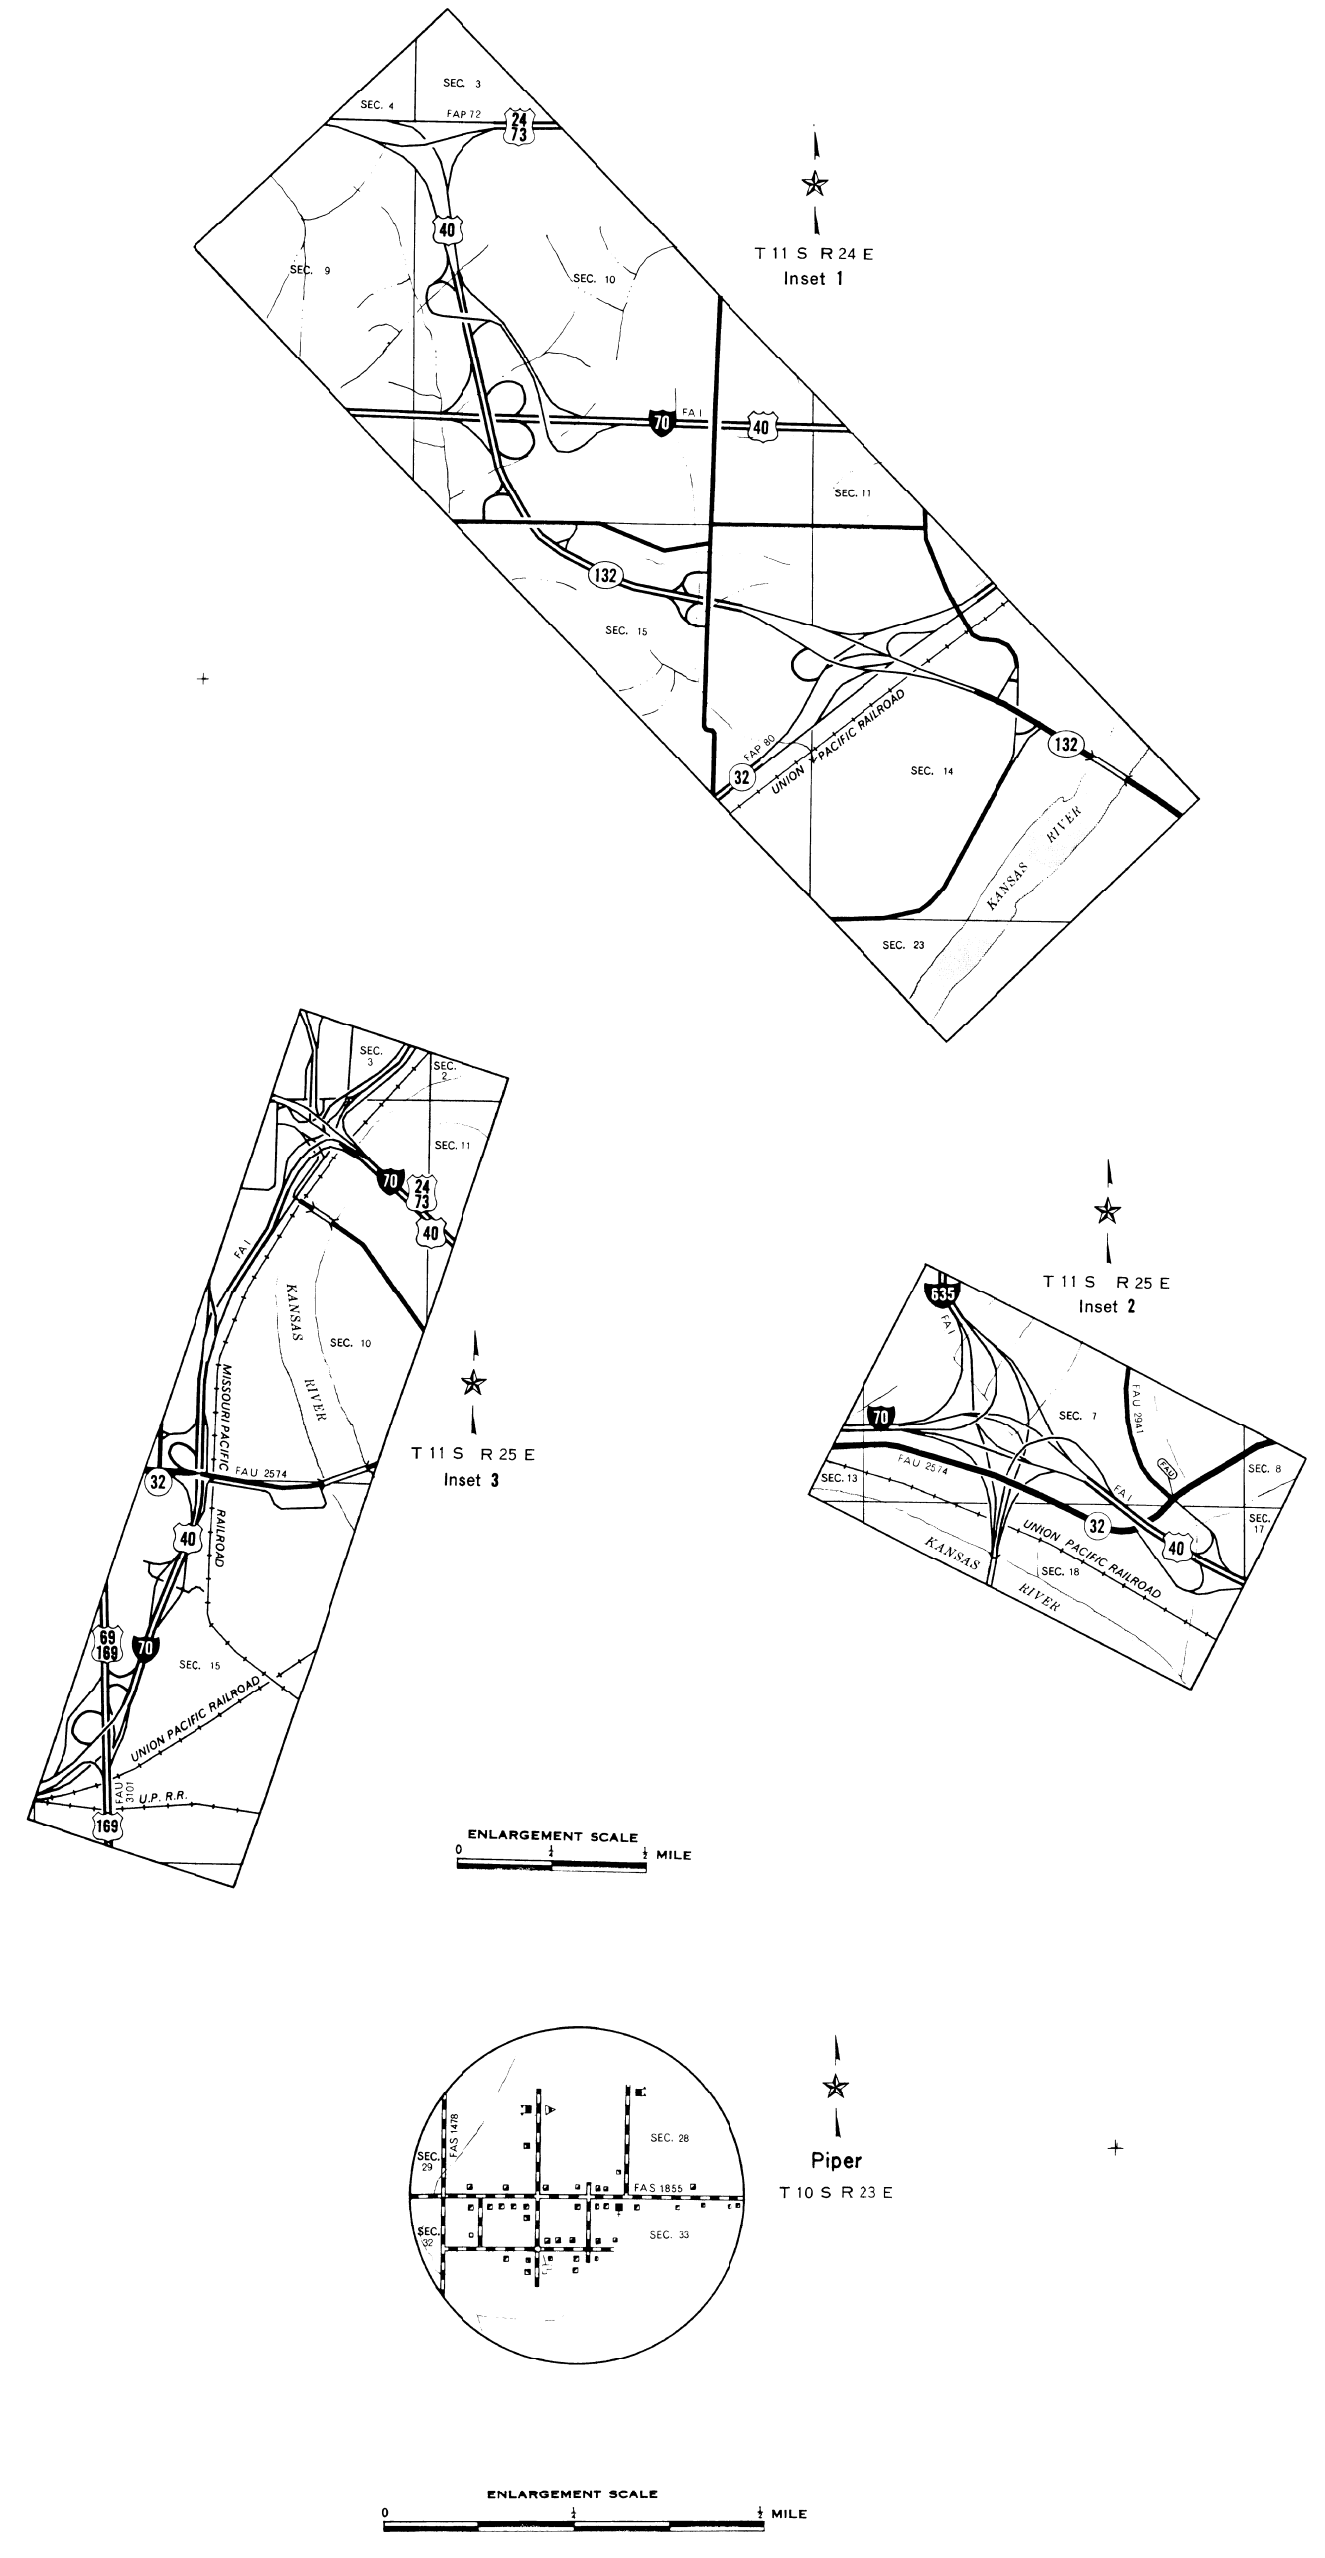 SEC. 3
SEC. 4
FAP 72
24
73
40
SEC. 9
SEC. 10
T 11 S R 24 E
Inset 1
70
FA I
40
SEC. 11
132
SEC. 15
FAP 80
32
UNION PACIFIC RAILROAD
SEC. 14
132
KANSAS RIVER
SEC. 23
SEC.
3
SEC.
2
SEC. 11
70
24
73
40
FA I
KANSAS
RIVER
SEC. 10
MISSOURI PACIFIC
RAILROAD
FAU 2574
32
40
T 11 S R 25 E
Inset 3
69
169
70
SEC. 15
UNION PACIFIC RAILROAD
FAU
3101
U.P. R.R.
169
T 11 S R 25 E
Inset 2
635
FA I
70
SEC. 7
FAU 2941
FAU
SEC. 8
FAU 2574
SEC. 13
FA I
32
SEC.
17
40
UNION PACIFIC RAILROAD
KANSAS
RIVER
SEC. 18
ENLARGEMENT SCALE
0 ¼ ½ MILE
FAS 1478
SEC. 28
SEC.
29
FAS 1855
SEC.
32
SEC. 33
Piper
T 10 S R 23 E
ENLARGEMENT SCALE
0 ¼ ½ MILE